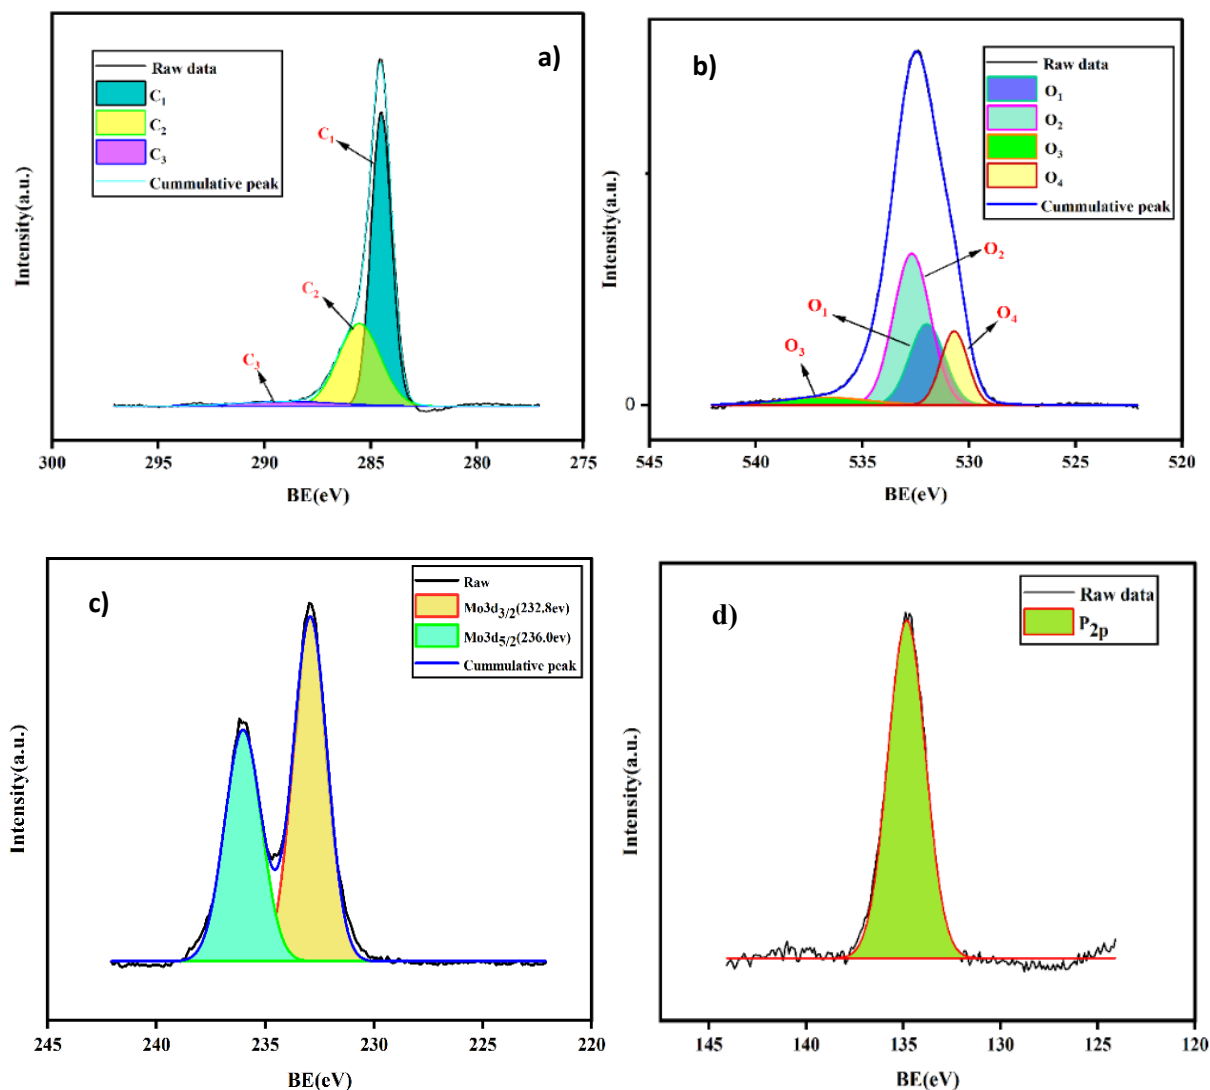 a)
Raw data
C1
C2
C3
Cummulative peak
C1
C2
C3
Intensity(a.u.)
300 295 290 285 280 275
BE(eV)
b)
Raw data
O1
O2
O3
O4
Cummulative peak
O2
O1
O4
O3
0
Intensity(a.u.)
545 540 535 530 525 520
BE(eV)
c)
Raw
Mo3d3/2(232.8ev)
Mo3d5/2(236.0ev)
Cummulative peak
Intensity(a.u.)
245 240 235 230 225 220
BE(eV)
d)
Raw data
P2p
Intensity(a.u.)
145 140 135 130 125 120
BE(eV)